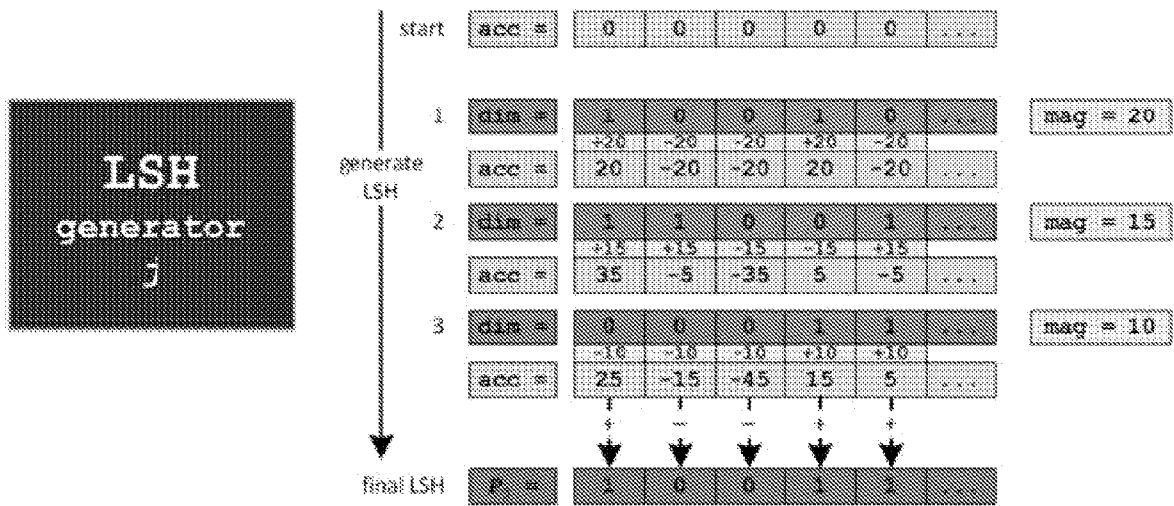 LSH
generator
j
start acc = 0 0 0 0 0 ...
1 dim = 1 0 0 1 0 ... mag = 20
+20 -20 -20 +20 -20
generate
LSH
acc = 20 -20 -20 20 -20 ...
2 dim = 1 1 0 0 1 ... mag = 15
+15 +15 -15 -15 +15
acc = 35 -5 -35 5 -5 ...
3 dim = 0 0 0 1 1 ... mag = 10
-10 -10 -10 +10 +10
acc = 25 -15 -45 15 5 ...
+ - - + +
final LSH P = 1 0 0 1 1 ...